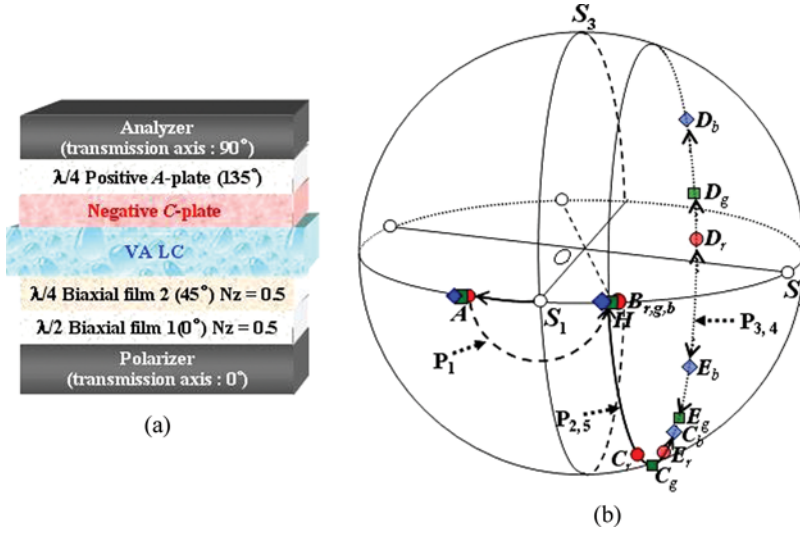 Analyzer
(transmission axis : 90°)
λ/4 Positive A-plate (135°)
Negative C-plate
VA LC
λ/4 Biaxial film 2 (45°) Nz = 0.5
λ/2 Biaxial film 1(0°) Nz = 0.5
Polarizer
(transmission axis : 0°)
(a)
S3
Db
Dg
Dr
S
A
S1
H
Br,g,b
P1
P3, 4
P2,5
Eb
Eg
Cb
Er
Cr
Cg
(b)